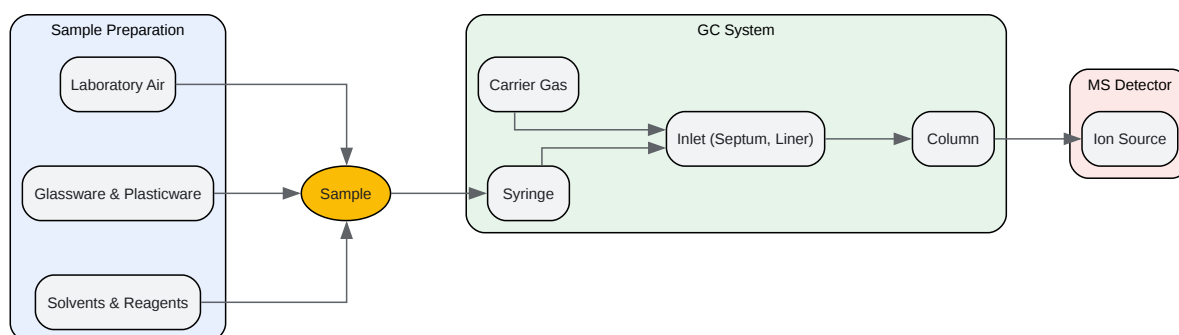 Sample Preparation
Laboratory Air
Glassware & Plasticware
Solvents & Reagents
Sample
GC System
Carrier Gas
Syringe
Inlet (Septum, Liner)
Column
MS Detector
Ion Source